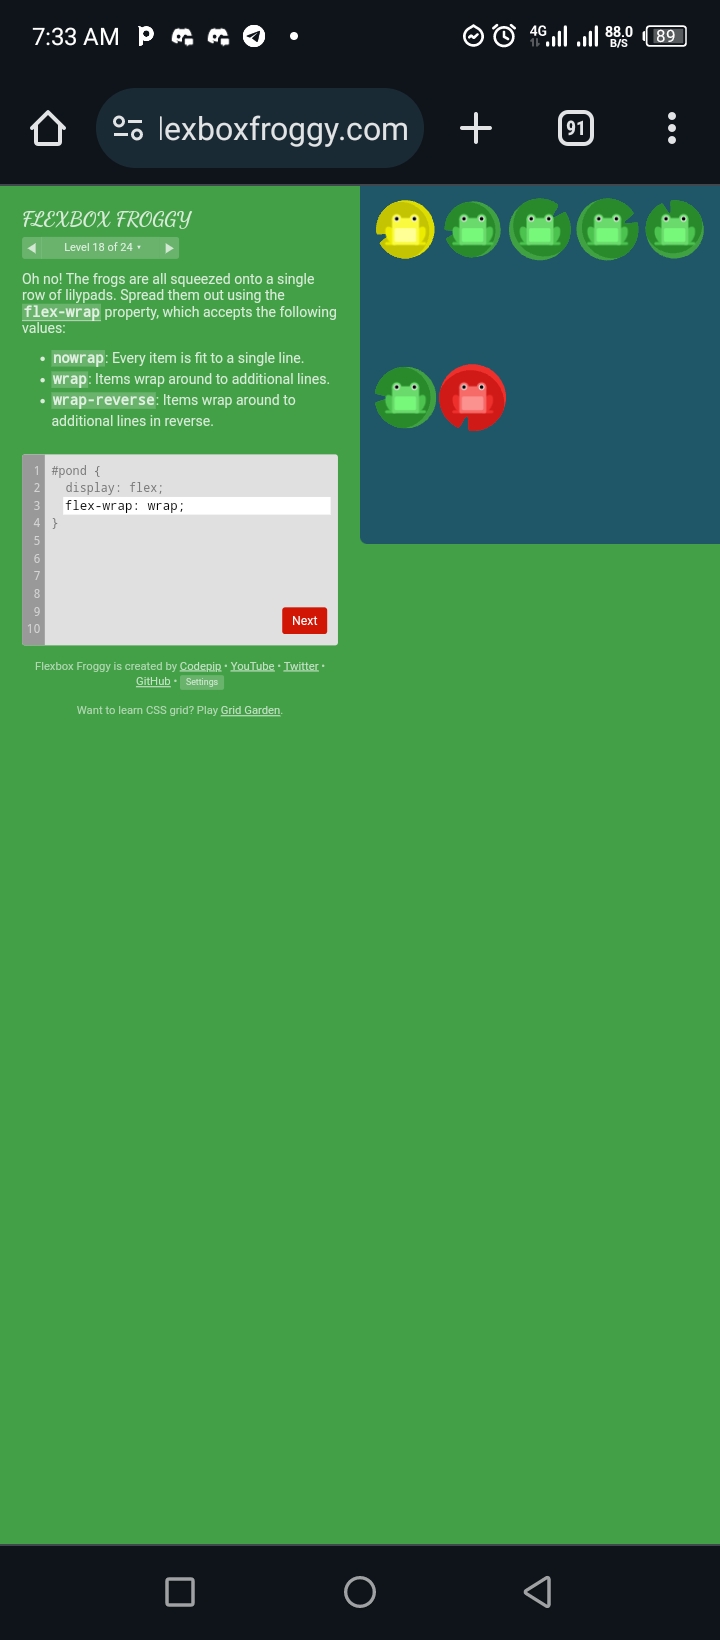 7:33 AM
4G
88.0
B/S
89
lexboxfroggy.com
91
FLEXBOX FROGGY
Level 18 of 24
Oh no! The frogs are all squeezed onto a single
row of lilypads. Spread them out using the
flex-wrap property, which accepts the following
values:
• nowrap: Every item is fit to a single line.
• wrap: Items wrap around to additional lines.
• wrap-reverse: Items wrap around to
additional lines in reverse.
1 #pond {
2 display: flex;
3 flex-wrap: wrap;
4 }
5
6
7
8
9
10
Next
Flexbox Froggy is created by Codepip • YouTube • Twitter •
GitHub • Settings
Want to learn CSS grid? Play Grid Garden.